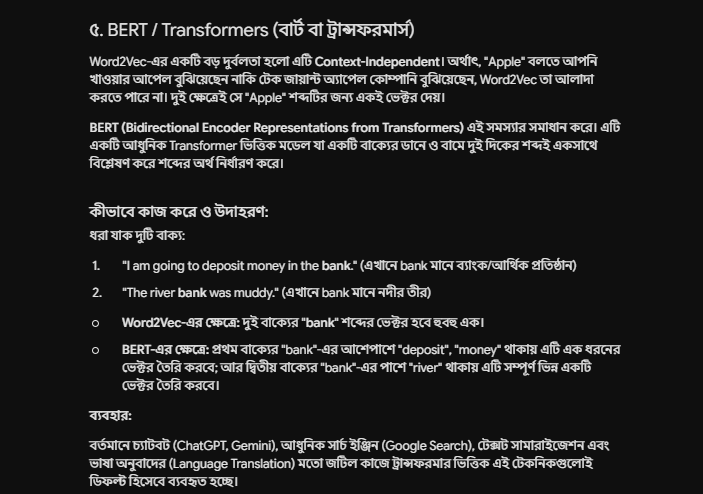 ৫. BERT / Transformers (বার্ট বা ট্রান্সফরমার্স)
Word2Vec-এর একটি বড় দুর্বলতা হলো এটি Context-Independent। অর্থাৎ, "Apple" বলতে আপনি
খাওয়ার আপেল বুঝিয়েছেন নাকি টেক জায়ান্ট অ্যাপেল কোম্পানি বুঝিয়েছেন, Word2Vec তা আলাদা
করতে পারে না। দুই ক্ষেত্রেই সে "Apple" শব্দটির জন্য একই ভেক্টর দেয়।
BERT (Bidirectional Encoder Representations from Transformers) এই সমস্যার সমাধান করে। এটি
একটি আধুনিক Transformer ভিত্তিক মডেল যা একটি বাক্যের ডানে ও বামে দুই দিকের শব্দই একসাথে
বিশ্লেষণ করে শব্দের অর্থ নির্ধারণ করে।
কীভাবে কাজ করে ও উদাহরণ:
ধরা যাক দুটি বাক্য:
1. "I am going to deposit money in the bank." (এখানে bank মানে ব্যাংক/আর্থিক প্রতিষ্ঠান)
2. "The river bank was muddy." (এখানে bank মানে নদীর তীর)
○ Word2Vec-এর ক্ষেত্রে: দুই বাক্যের "bank" শব্দের ভেক্টর হবে হুবহু এক।
○ BERT-এর ক্ষেত্রে: প্রথম বাক্যের "bank"-এর আশেপাশে "deposit", "money" থাকায় এটি এক ধরনের
ভেক্টর তৈরি করবে; আর দ্বিতীয় বাক্যের "bank"-এর পাশে "river" থাকায় এটি সম্পূর্ণ ভিন্ন একটি
ভেক্টর তৈরি করবে।
ব্যবহার:
বর্তমানে চ্যাটবট (ChatGPT, Gemini), আধুনিক সার্চ ইঞ্জিন (Google Search), টেক্সট সামারাইজেশন এবং
ভাষা অনুবাদের (Language Translation) মতো জটিল কাজে ট্রান্সফরমার ভিত্তিক এই টেকনিকগুলোই
ডিফল্ট হিসেবে ব্যবহৃত হচ্ছে।